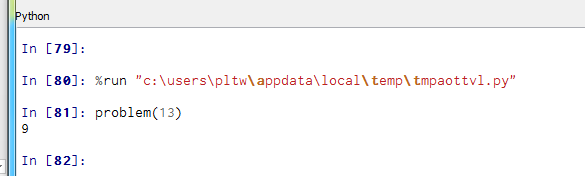 Python
In [79]:
In [80]: %run "c:\users\pltw\appdata\local\temp\tmpaottvl.py"
In [81]: problem(13)
9
In [82]: